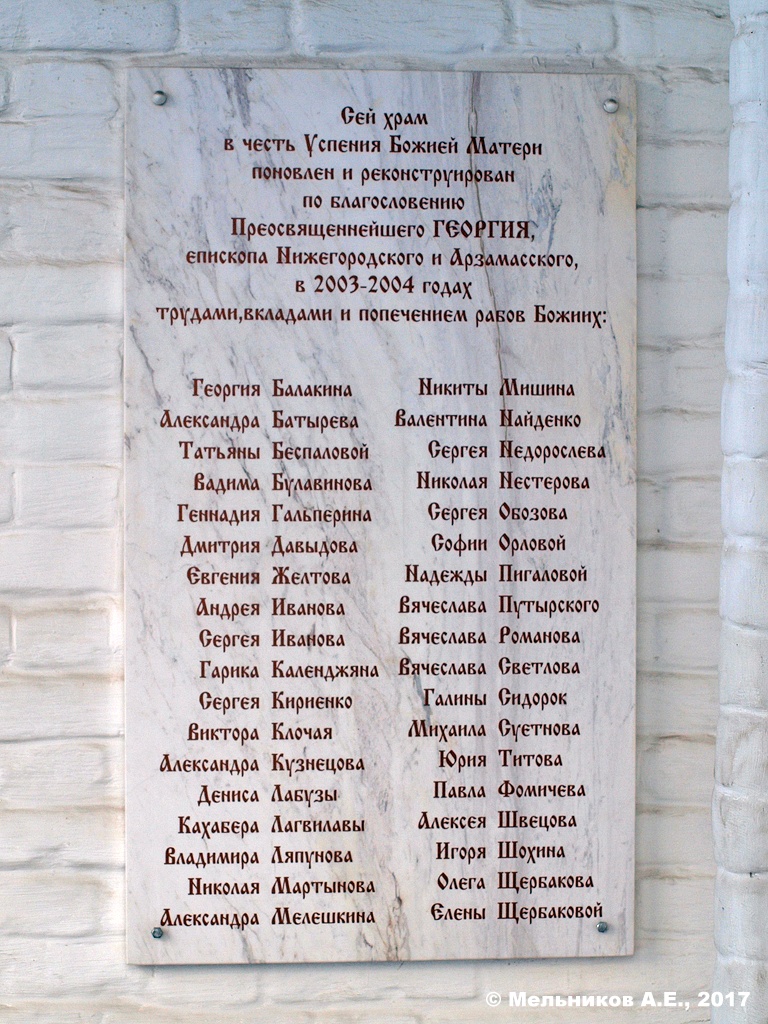 Сей храм
в честь Успения Божией Матери
поновлен и реконструирован
по благословению
Преосвященнейшего ГЕОРГИЯ,
епископа Нижегородского и Арзамасского,
в 2003-2004 годах
трудами,вкладами и попечением рабов Божиих:
Георгия Балакина
Александра Батырева
Татьяны Беспаловой
Вадима Булавинова
Геннадия Гальперина
Дмитрия Давыдова
Евгения Желтова
Андрея Иванова
Сергея Иванова
Гарика Календжяна
Сергея Кириенко
Виктора Клочая
Александра Кузнецова
Дениса Лабузы
Кахабера Лагвилавы
Владимира Ляпунова
Николая Мартынова
Александра Мелешкина
Никиты Мишина
Валентина Найденко
Сергея Недорослева
Николая Нестерова
Сергея Обозова
Софии Орловой
Надежды Пигаловой
Вячеслава Путырского
Вячеслава Романова
Вячеслава Светлова
Галины Сидорок
Михаила Суетнова
Юрия Титова
Павла Фомичева
Алексея Швецова
Игоря Шохина
Олега Щербакова
Елены Щербаковой
© Мельников А.Е., 2017